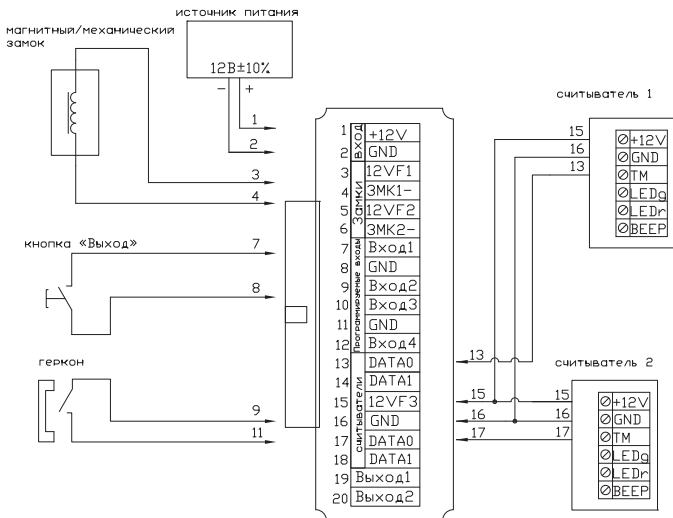 источник питания
магнитный/механический
замок
12В±10%
− +
1
2
3
4
кнопка «Выход»
7
8
геркон
9
11
ВХОД
Замки
Программируемые входы
считыватели
1 +12V
2 GND
3 12VF1
4 ЗМК1-
5 12VF2
6 ЗМК2-
7 Вход1
8 GND
9 Вход2
10 Вход3
11 GND
12 Вход4
13 DATA0
14 DATA1
15 12VF3
16 GND
17 DATA0
18 DATA1
19 Выход1
20 Выход2
считыватель 1
15 +12V
16 GND
13 TM
LEDg
LEDr
BEEP
13
15
16
17
считыватель 2
15 +12V
16 GND
17 TM
LEDg
LEDr
BEEP